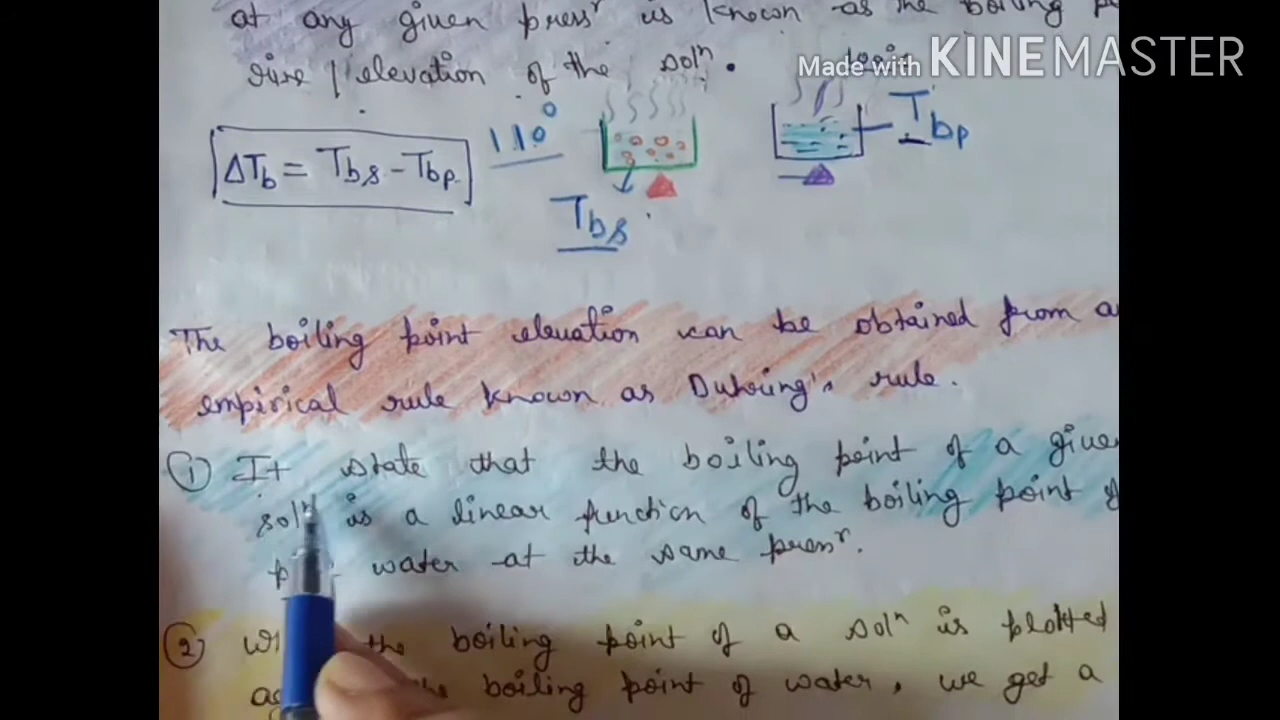 at any given pressʳ is known as the boiling
rise / elevation of the solⁿ.
Made with KINEMASTER
110°
ΔTb = Tbs - Tbp
Tbp
Tbs
The boiling point elevation can be obtained from
empirical rule known as Duhring's rule.
① It state that the boiling point of a given
solⁿ is a linear function of the boiling point of
water at the same pressʳ.
② the boiling point of a solⁿ is plotted
the boiling point of water, we get a